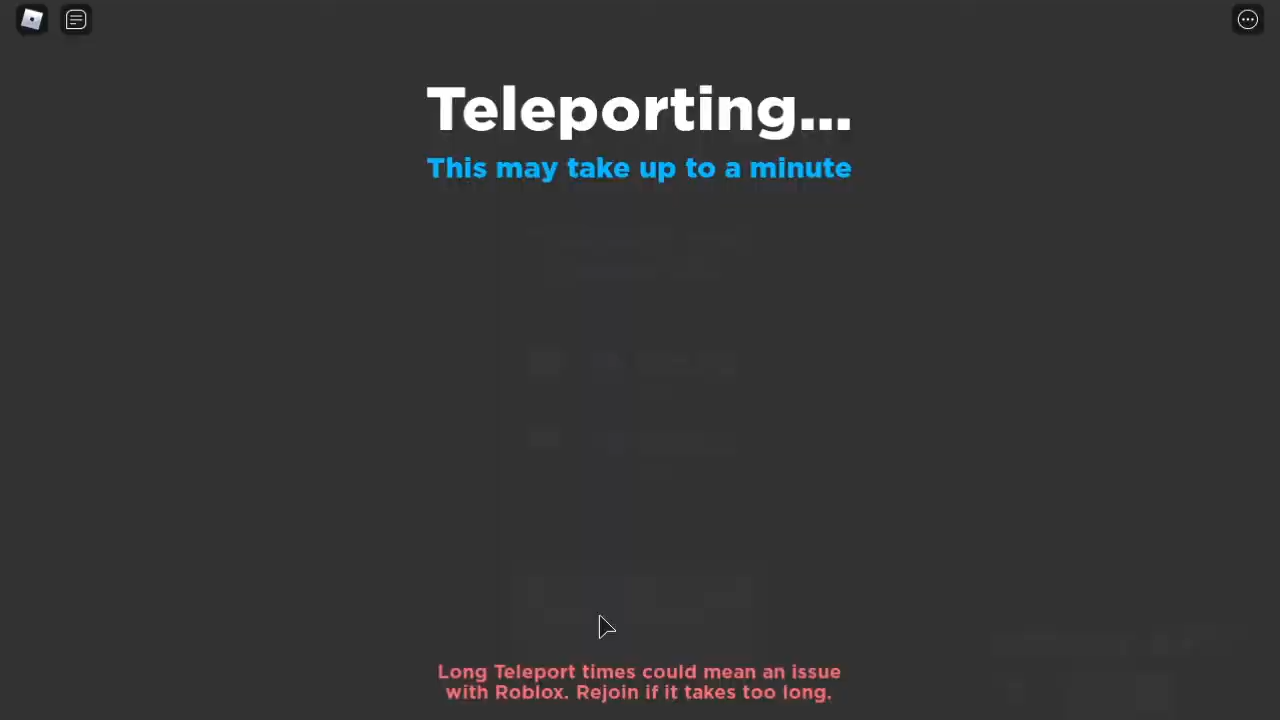 Teleporting...
This may take up to a minute
Long Teleport times could mean an issue
with Roblox. Rejoin if it takes too long.